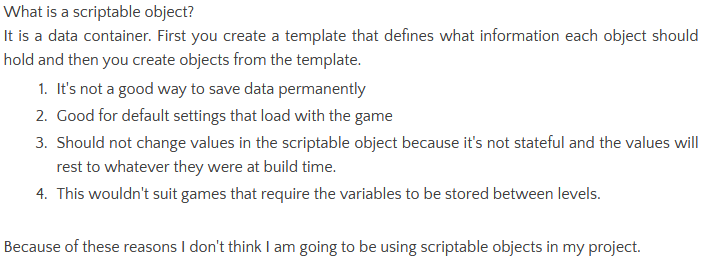 What is a scriptable object?
It is a data container. First you create a template that defines what information each object should
hold and then you create objects from the template.
1. It's not a good way to save data permanently
2. Good for default settings that load with the game
3. Should not change values in the scriptable object because it's not stateful and the values will
rest to whatever they were at build time.
4. This wouldn't suit games that require the variables to be stored between levels.
Because of these reasons I don't think I am going to be using scriptable objects in my project.